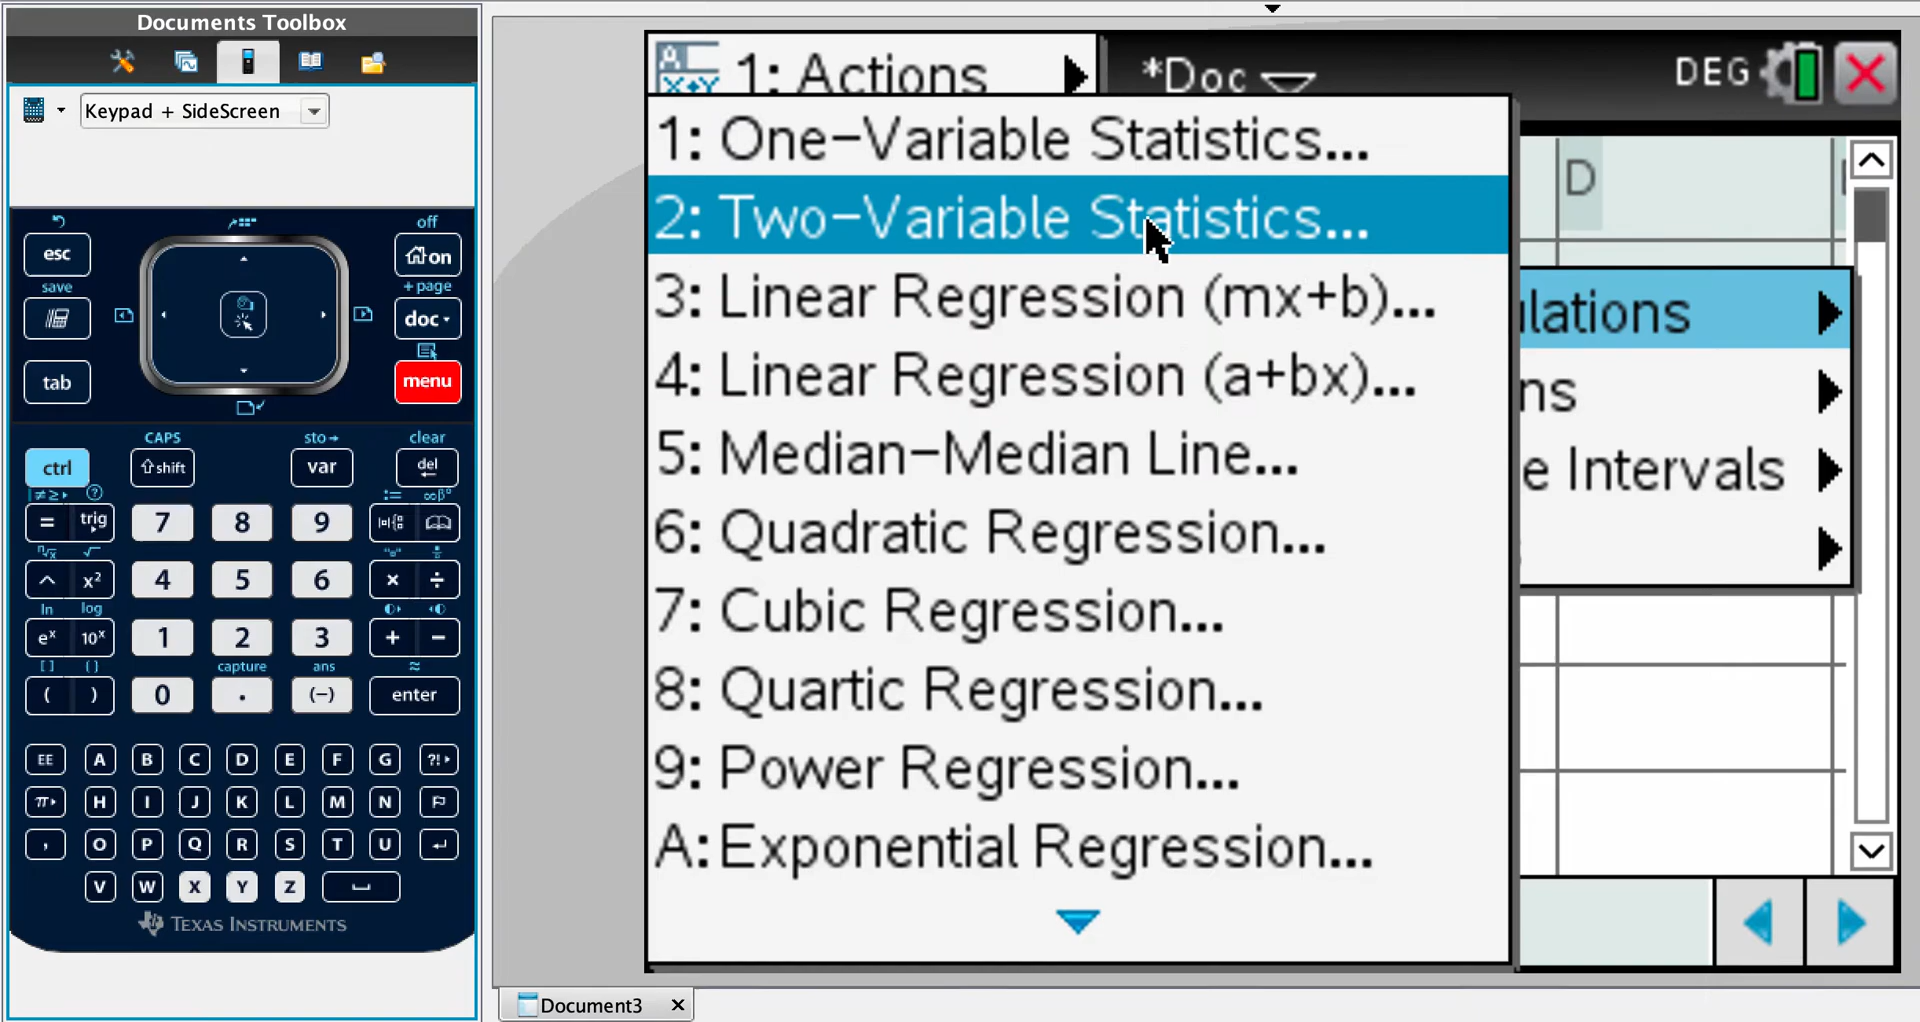 Documents Toolbox
Keypad + SideScreen
off
esc
on
save
+ page
doc
tab
menu
CAPS
sto→
clear
ctrl
⇧shift
var
del
=
trig
7
8
9
^
x²
4
5
6
×
÷
ln
log
eˣ
10ˣ
1
2
3
+
−
[ ]
{ }
capture
ans
≈
(
)
0
.
(−)
enter
EE
A
B
C
D
E
F
G
?!
π
H
I
J
K
L
M
N
,
O
P
Q
R
S
T
U
V
W
X
Y
Z
TEXAS INSTRUMENTS
1: Actions
*Doc
DEG
1: One−Variable Statistics...
2: Two−Variable Statistics...
3: Linear Regression (mx+b)...
4: Linear Regression (a+bx)...
5: Median−Median Line...
6: Quadratic Regression...
7: Cubic Regression...
8: Quartic Regression...
9: Power Regression...
A: Exponential Regression...
D
lations
ns
e Intervals
Document3